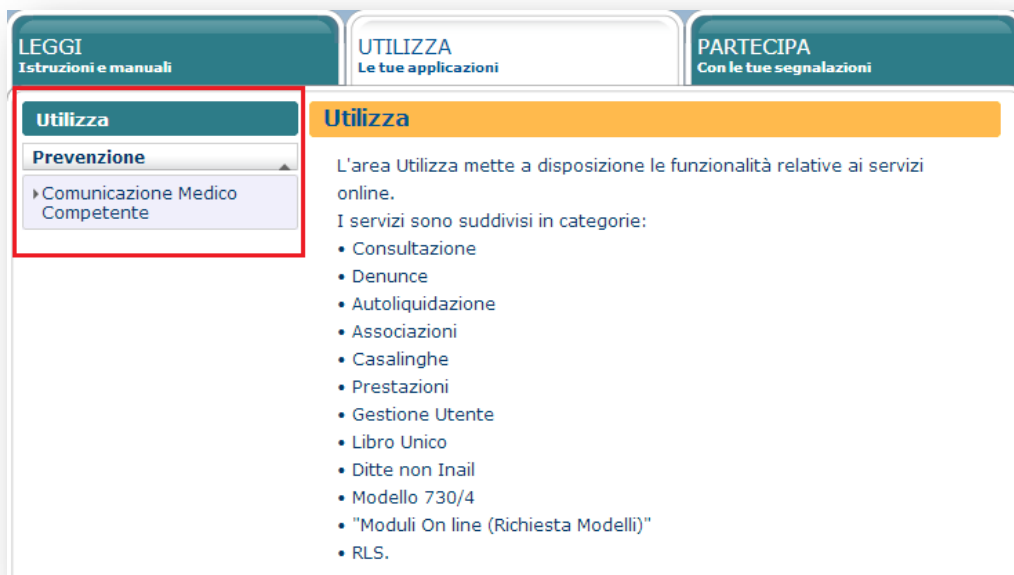 LEGGI
Istruzioni e manuali
UTILIZZA
Le tue applicazioni
PARTECIPA
Con le tue segnalazioni
Utilizza
Prevenzione
Comunicazione Medico
Competente
Utilizza
L'area Utilizza mette a disposizione le funzionalità relative ai servizi
online.
I servizi sono suddivisi in categorie:
• Consultazione
• Denunce
• Autoliquidazione
• Associazioni
• Casalinghe
• Prestazioni
• Gestione Utente
• Libro Unico
• Ditte non Inail
• Modello 730/4
• "Moduli On line (Richiesta Modelli)"
• RLS.